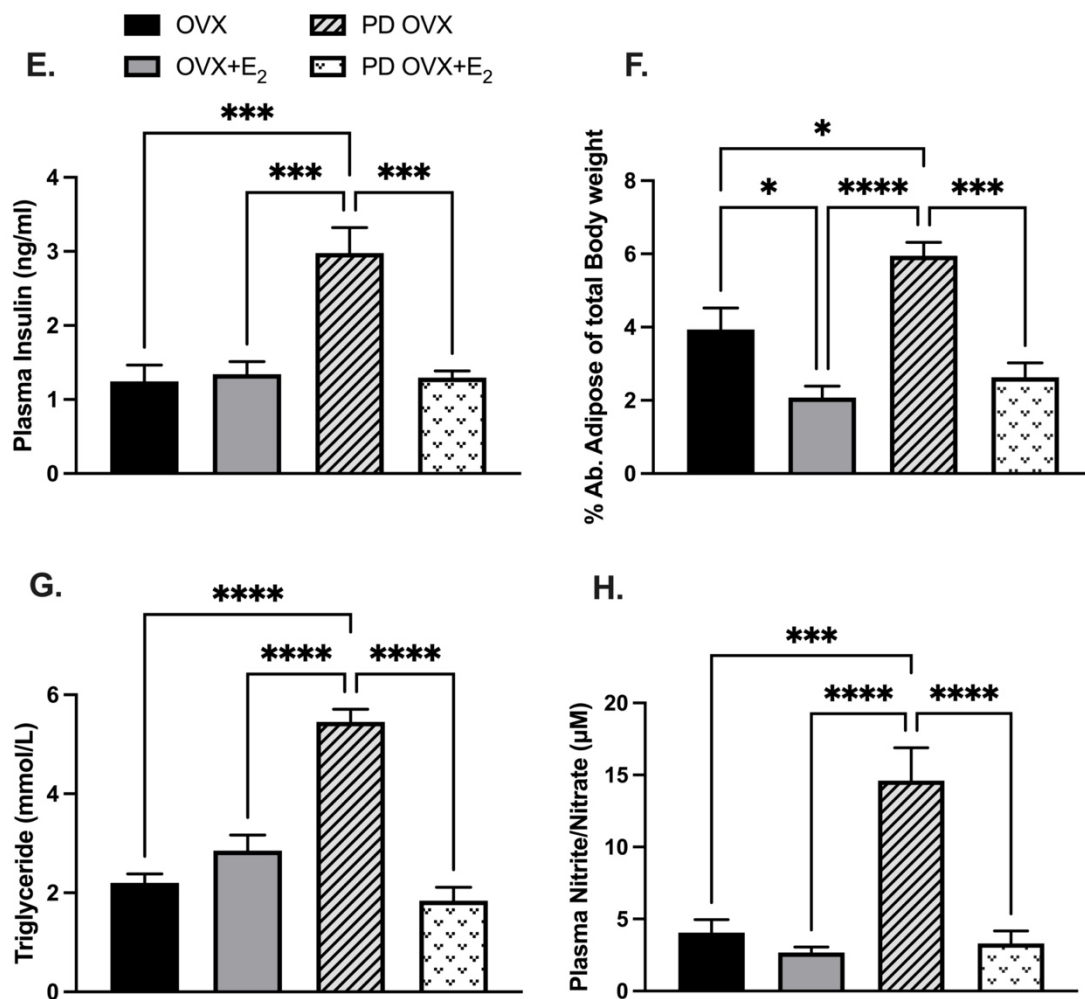 OVX
PD OVX
OVX+E₂
PD OVX+E₂
E.
***
***
***
Plasma Insulin (ng/ml)
4
3
2
1
0
F.
*
*
****
***
% Ab. Adipose of total Body weight
8
6
4
2
0
G.
****
****
****
Triglyceride (mmol/L)
6
4
2
0
H.
***
****
****
Plasma Nitrite/Nitrate (μM)
20
15
10
5
0